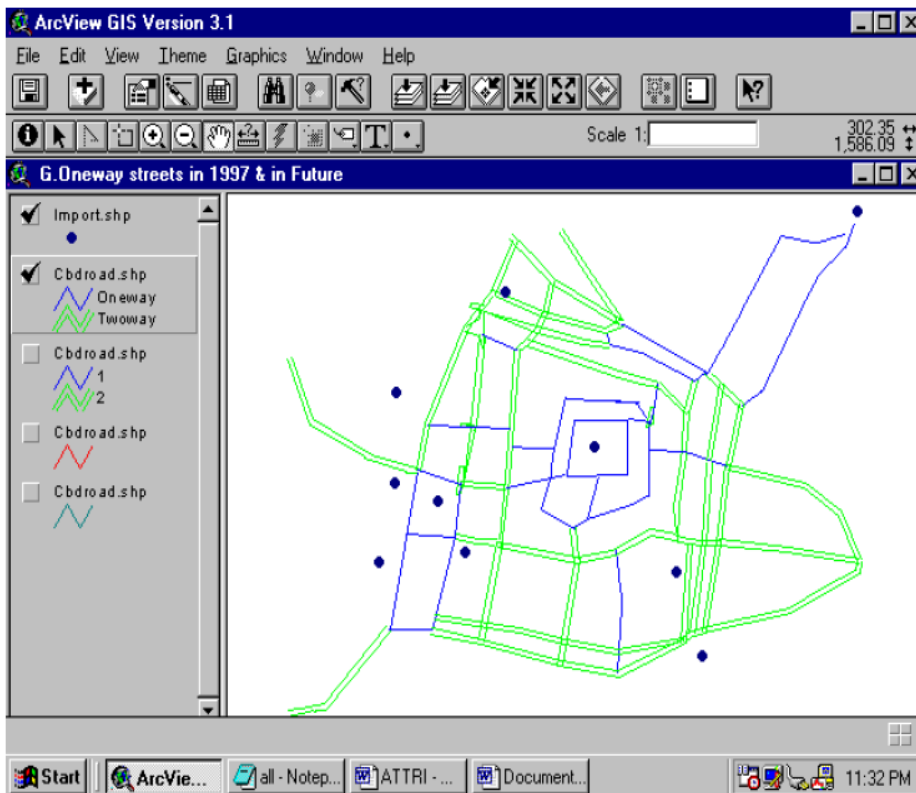 ArcView GIS Version 3.1
File Edit View Theme Graphics Window Help
Scale 1: 302.35
1,586.09
G.Oneway streets in 1997 & in Future
Import.shp
Cbdroad.shp
Oneway
Twoway
Cbdroad.shp
1
2
Cbdroad.shp
Cbdroad.shp
Start ArcVie... all - Notep... ATTRI - ... Document... 11:32 PM